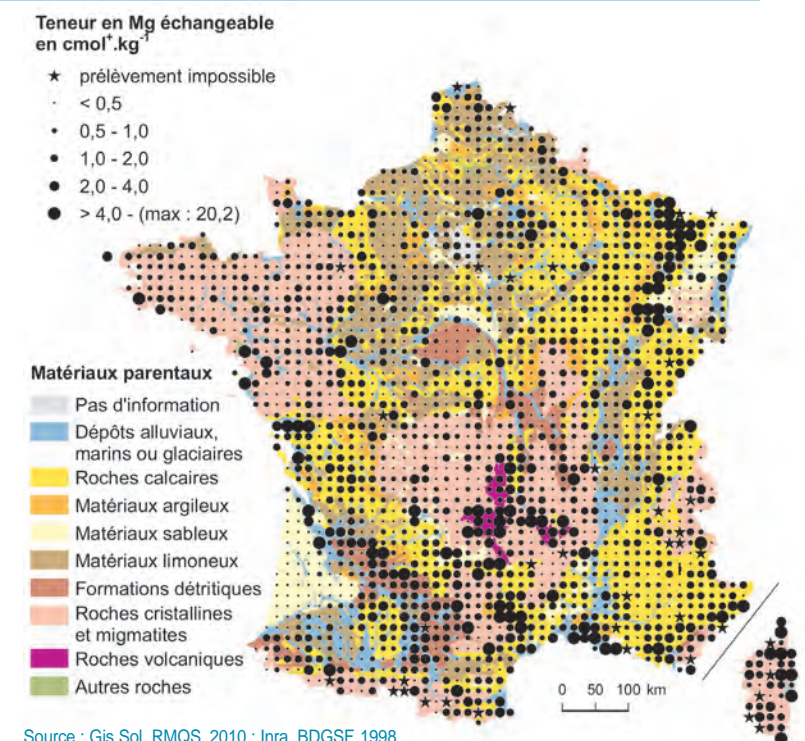 Teneur en Mg échangeable
en cmol⁺.kg⁻¹
prélèvement impossible
< 0,5
0,5 - 1,0
1,0 - 2,0
2,0 - 4,0
> 4,0 - (max : 20,2)
Matériaux parentaux
Pas d'information
Dépôts alluviaux,
marins ou glaciaires
Roches calcaires
Matériaux argileux
Matériaux sableux
Matériaux limoneux
Formations détritiques
Roches cristallines
et migmatites
Roches volcaniques
Autres roches
0 50 100 km
Source : Gis Sol, RMQS, 2010 ; Inra, BDGSF, 1998.